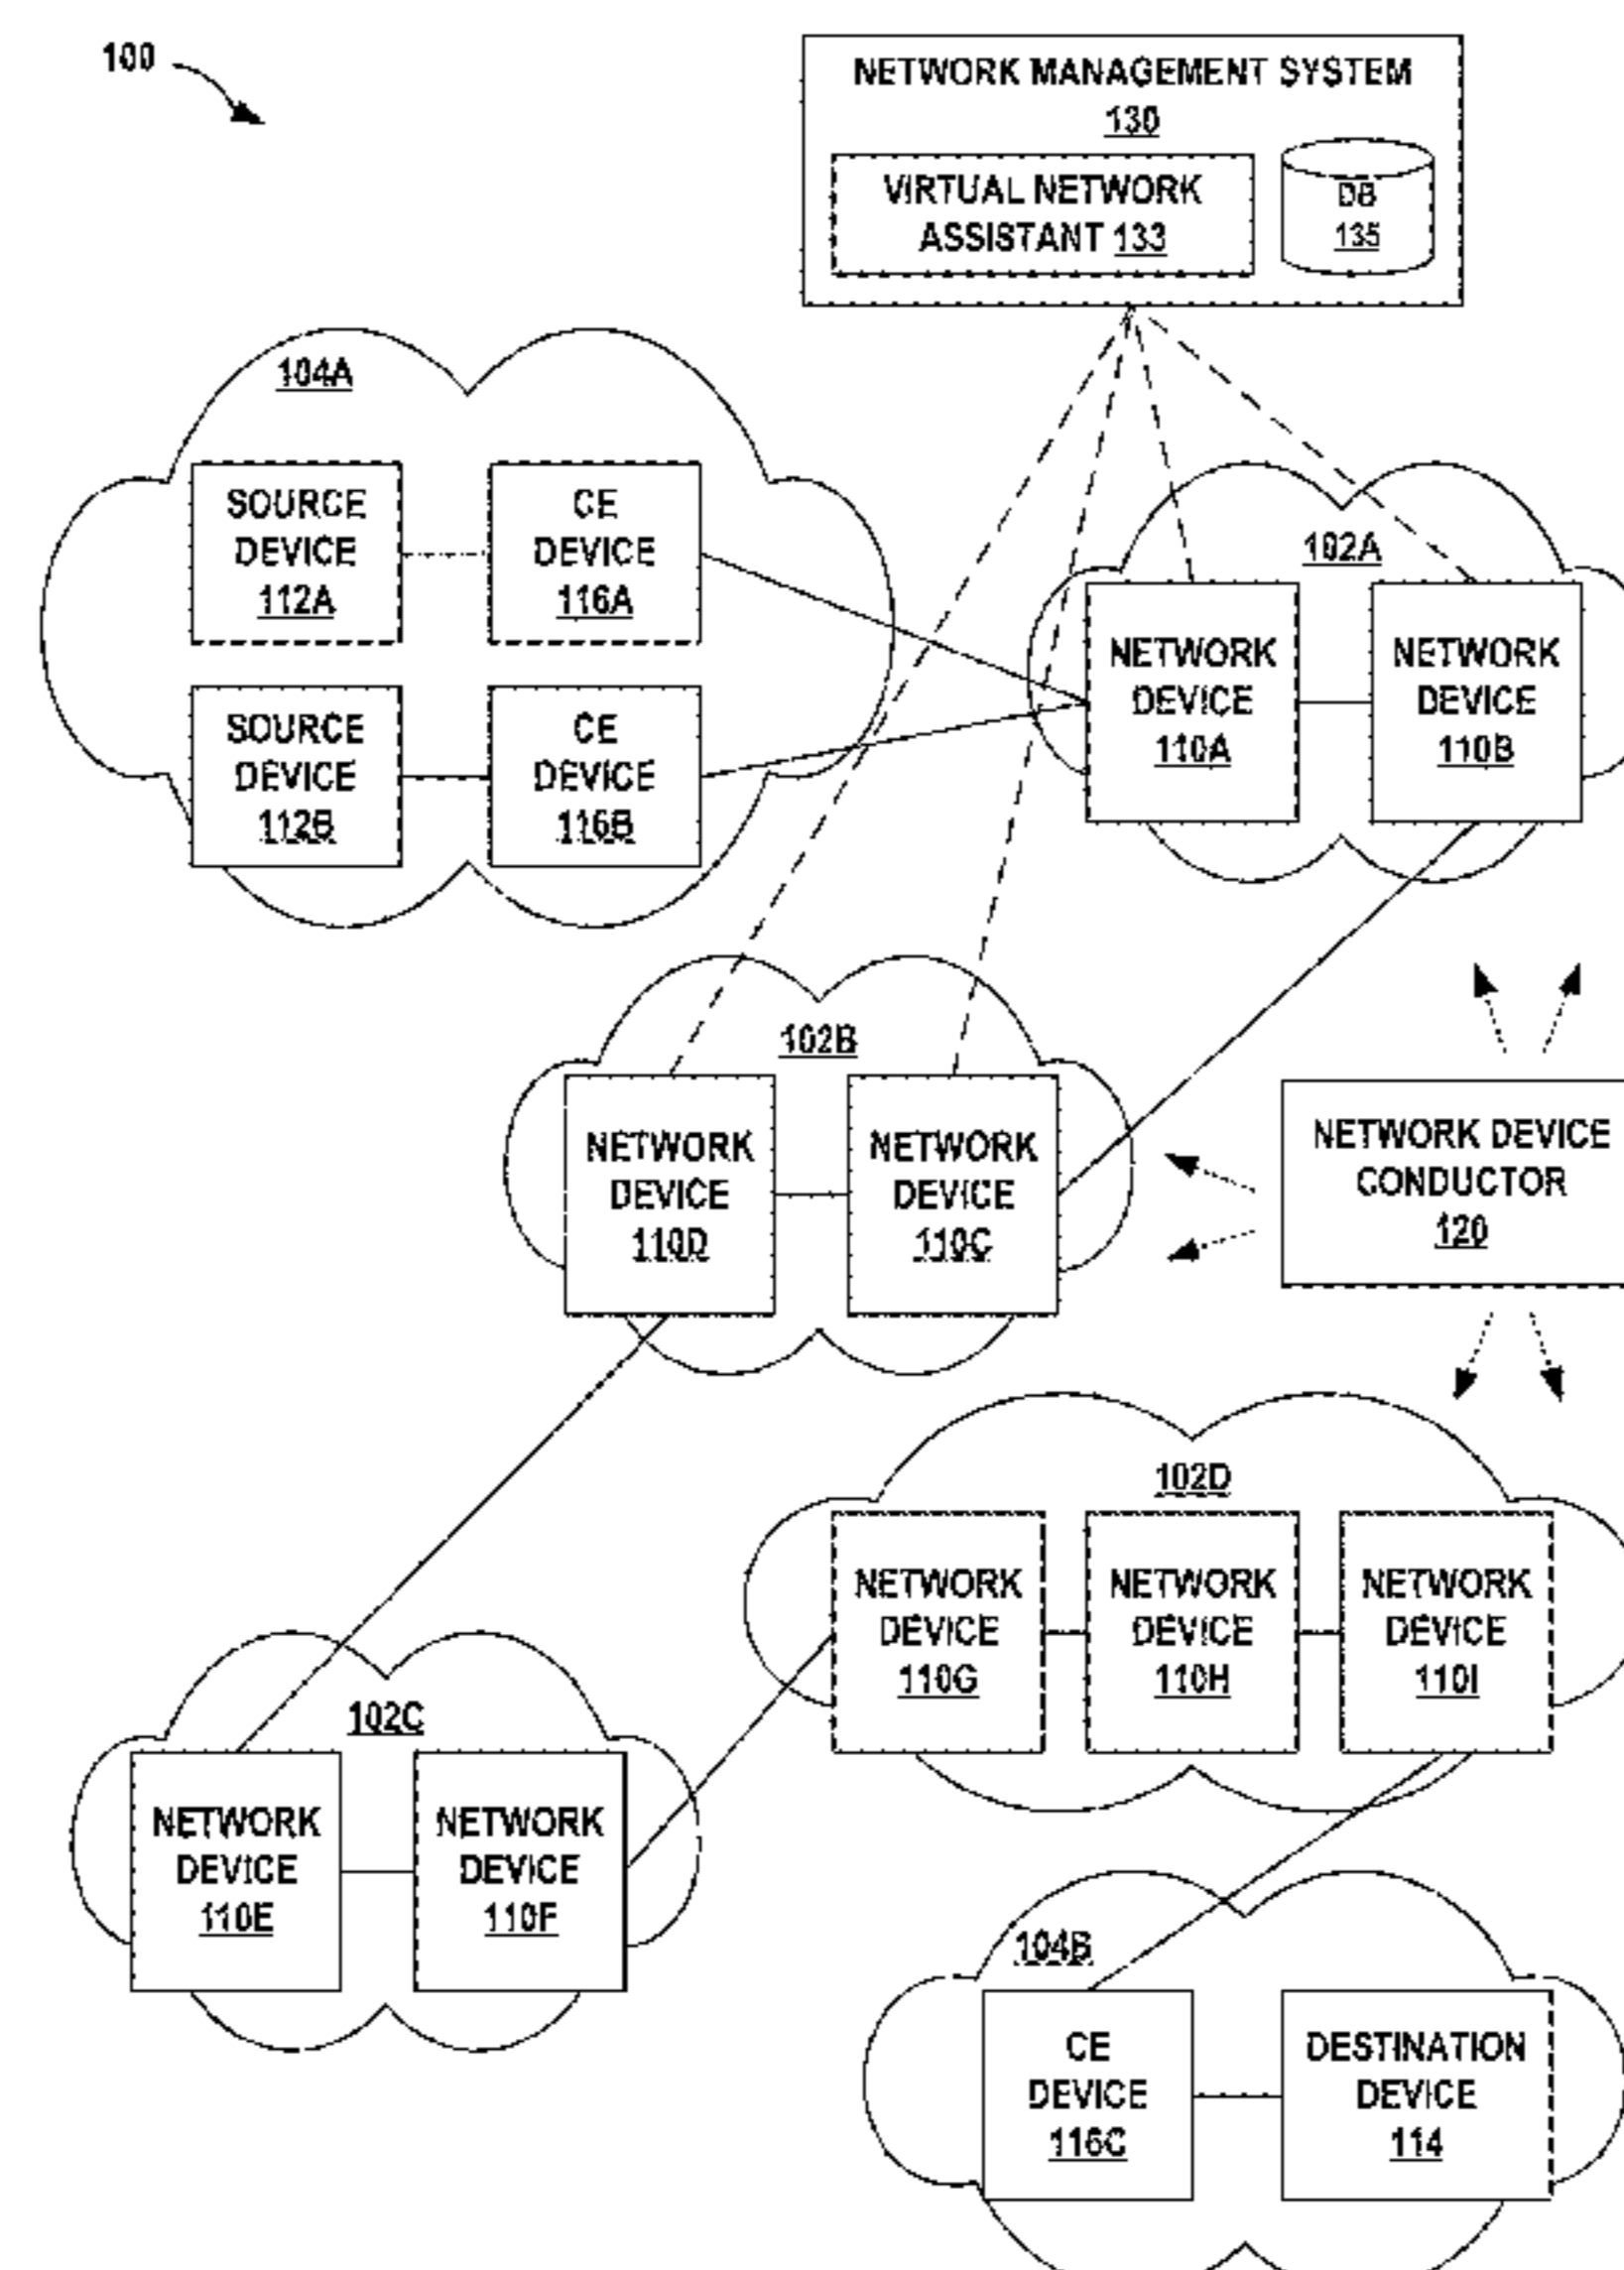 100
NETWORK MANAGEMENT SYSTEM
130
VIRTUAL NETWORK
ASSISTANT 133
DB
135
104A
SOURCE
DEVICE
112A
CE
DEVICE
116A
SOURCE
DEVICE
112B
CE
DEVICE
116B
102A
NETWORK
DEVICE
110A
NETWORK
DEVICE
110B
102B
NETWORK
DEVICE
110D
NETWORK
DEVICE
110C
NETWORK DEVICE
CONDUCTOR
120
102D
NETWORK
DEVICE
110G
NETWORK
DEVICE
110H
NETWORK
DEVICE
110I
102C
NETWORK
DEVICE
110E
NETWORK
DEVICE
110F
104B
CE
DEVICE
116C
DESTINATION
DEVICE
114